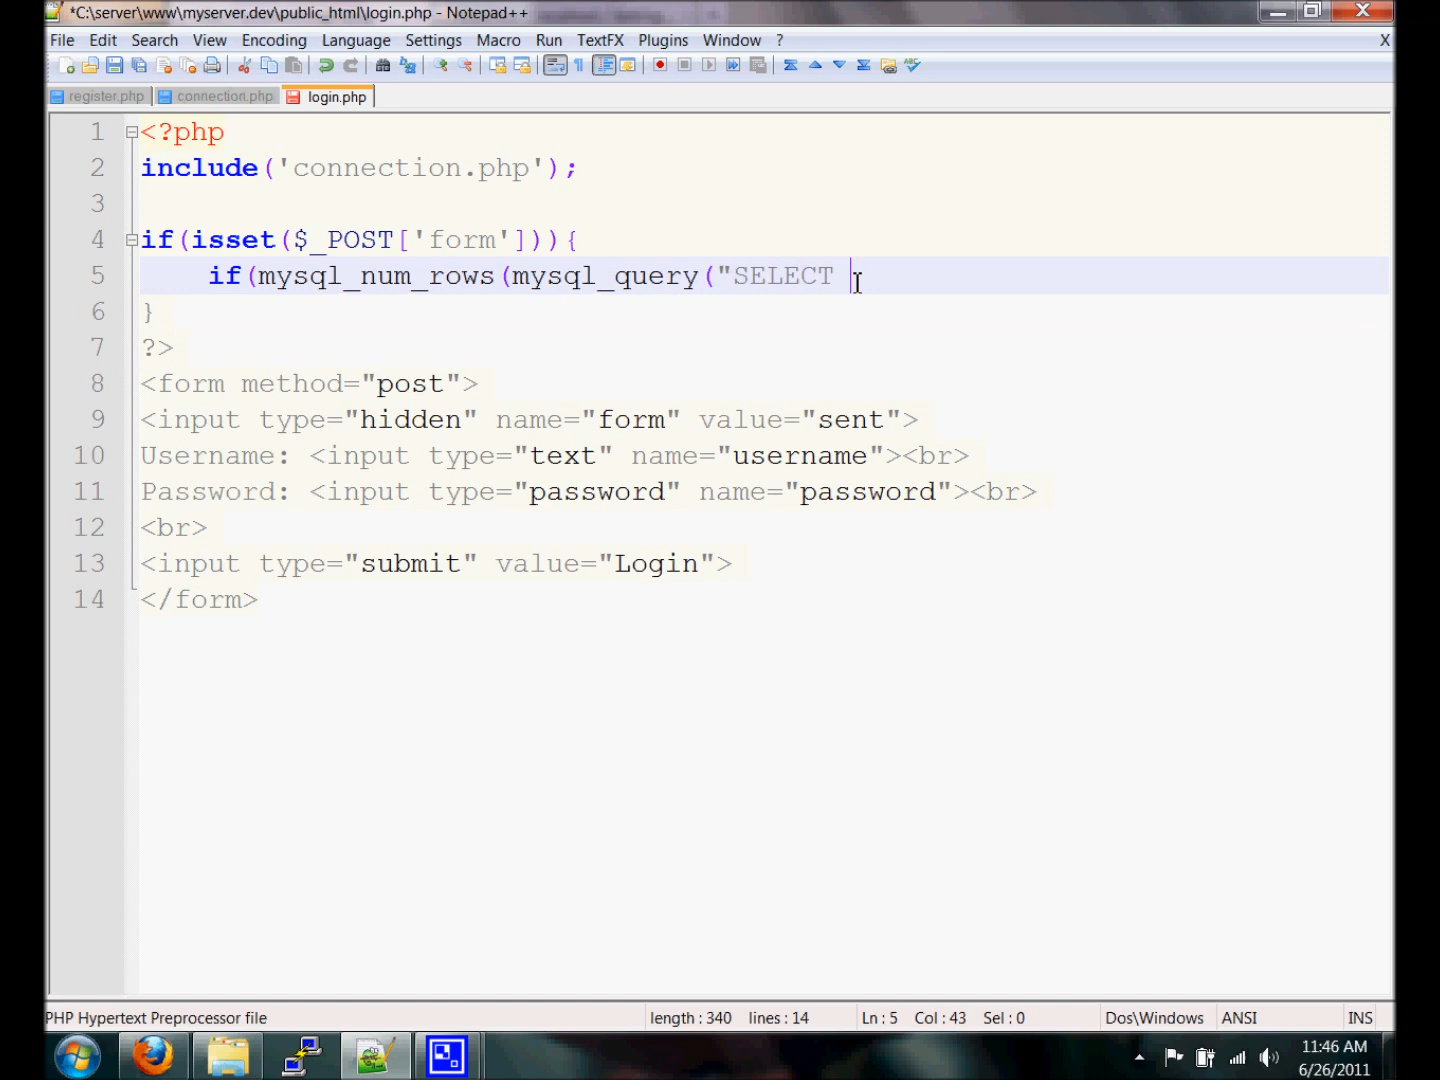 *C:\server\www\myserver.dev\public_html\login.php - Notepad++
File Edit Search View Encoding Language Settings Macro Run TextFX Plugins Window ? X
register.php connection.php login.php
1 <?php
2 include('connection.php');
3
4 if(isset($_POST['form'])){
5 if(mysql_num_rows(mysql_query("SELECT
6 }
7 ?>
8 <form method="post">
9 <input type="hidden" name="form" value="sent">
10 Username: <input type="text" name="username"><br>
11 Password: <input type="password" name="password"><br>
12 <br>
13 <input type="submit" value="Login">
14 </form>
PHP Hypertext Preprocessor file length : 340 lines : 14 Ln : 5 Col : 43 Sel : 0 Dos\Windows ANSI INS
11:46 AM
6/26/2011